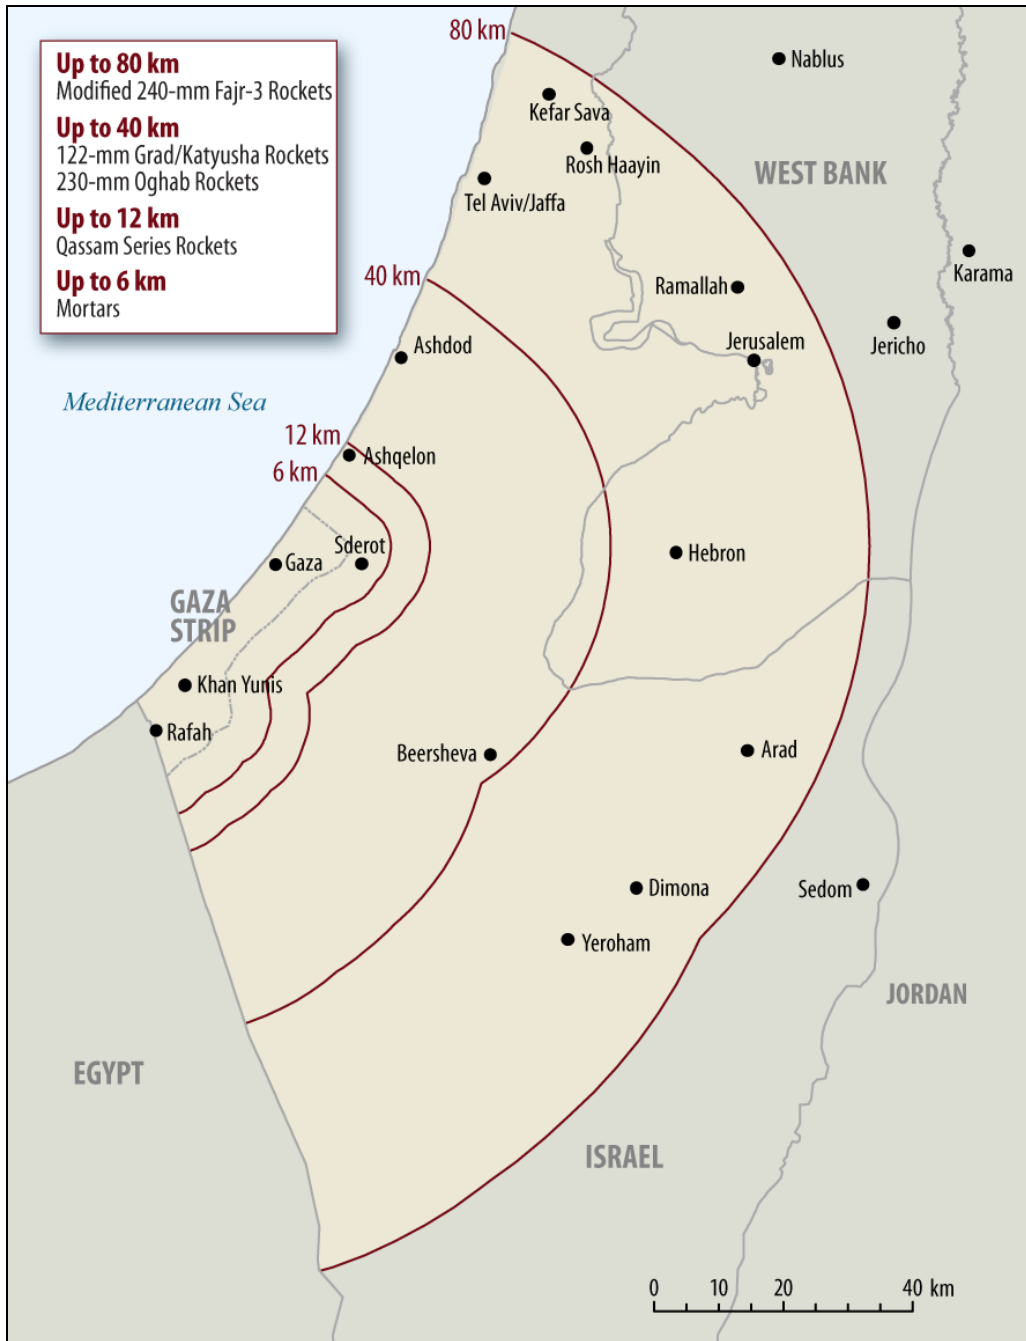 Up to 80 km
Modified 240-mm Fajr-3 Rockets
Up to 40 km
122-mm Grad/Katyusha Rockets
230-mm Oghab Rockets
Up to 12 km
Qassam Series Rockets
Up to 6 km
Mortars
80 km
Nablus
Kefar Sava
Rosh Haayin
WEST BANK
Tel Aviv/Jaffa
Karama
40 km
Ramallah
Ashdod
Jerusalem
Jericho
Mediterranean Sea
12 km
Ashqelon
6 km
Sderot
Gaza
Hebron
GAZA
STRIP
Khan Yunis
Rafah
Beersheva
Arad
Dimona
Sedom
Yeroham
JORDAN
EGYPT
ISRAEL
0 10 20 40 km